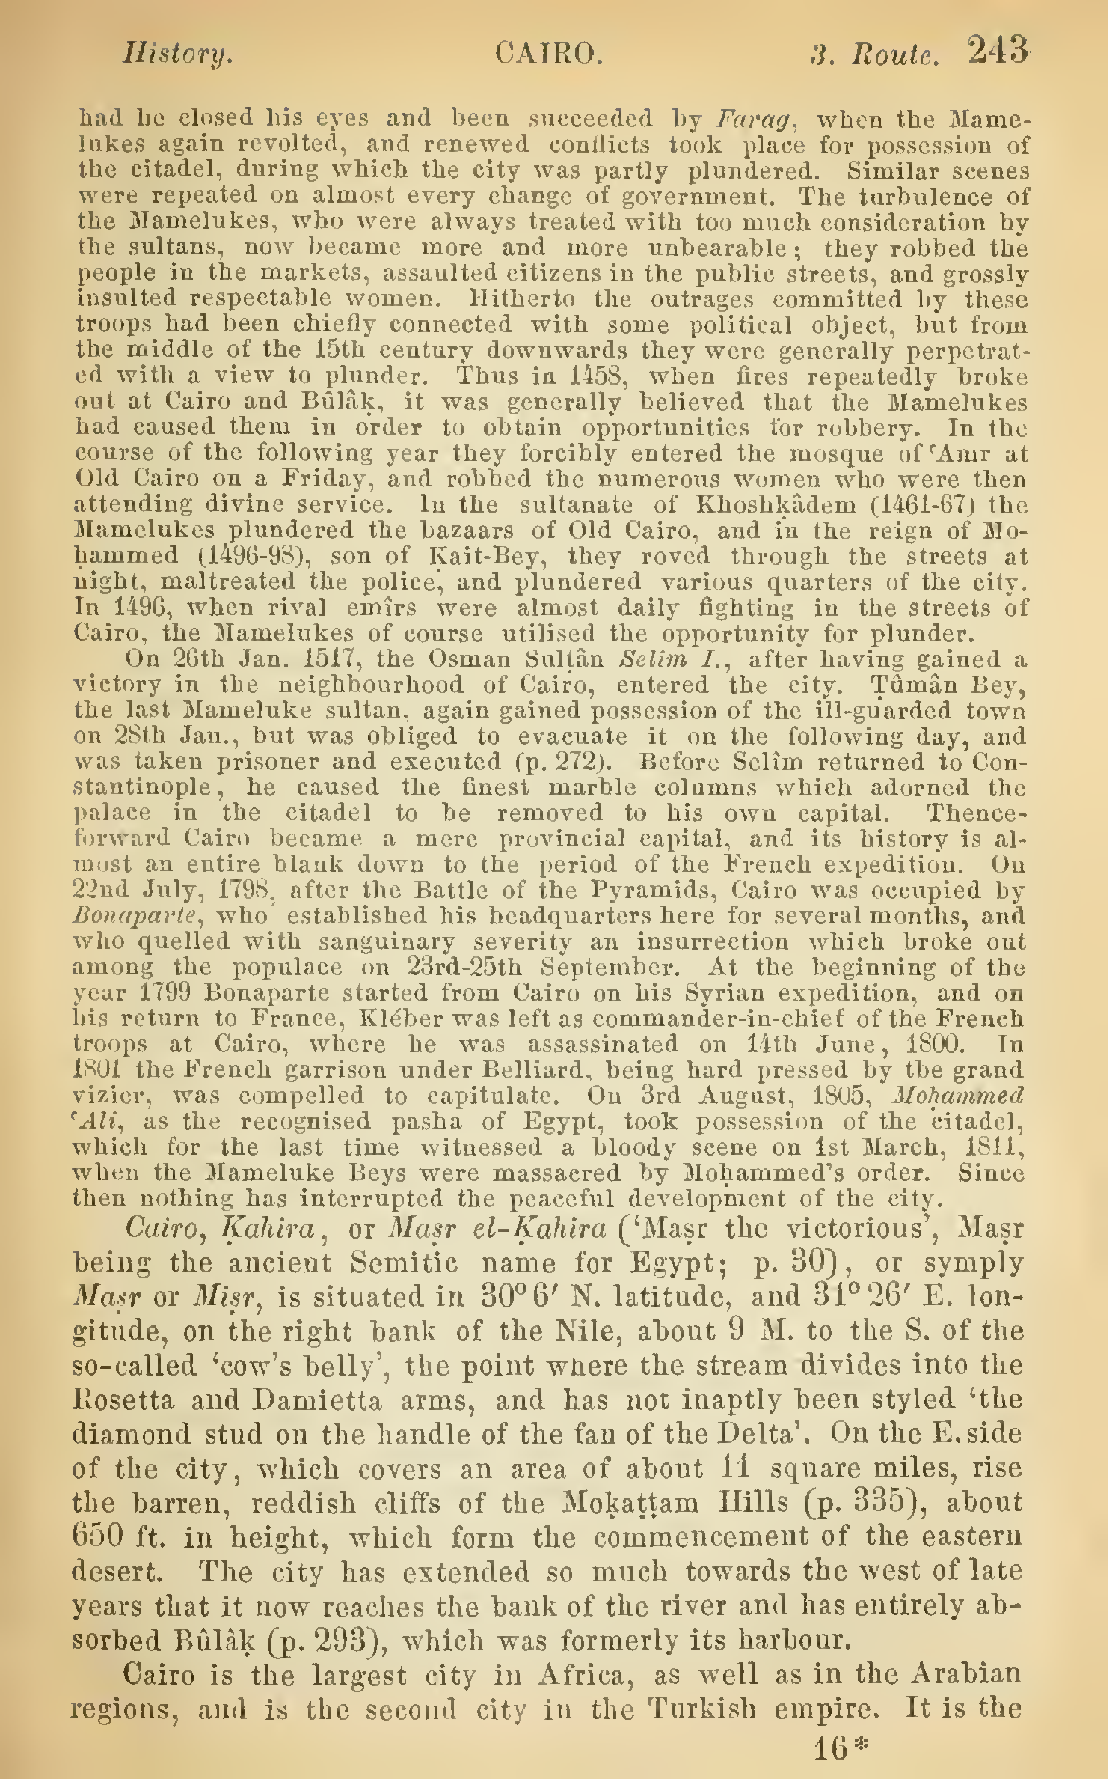 History. CAIRO. 3. Route. 243
had he closed his eyes and been succeeded by Farag, when the Mame-
lukes again revolted, and renewed conflicts took place for possession of
the citadel, during which the city was partly plundered. Similar scenes
were repeated on almost every change of government. The turbulence of
the Mamelukes, who were always treated with too much consideration by
the sultans, now became more and more unbearable; they robbed the
people in the markets, assaulted citizens in the public streets, and grossly
insulted respectable women. Hitherto the outrages committed by these
troops had been chiefly connected with some political object, but from
the middle of the 15th century downwards they were generally perpetrat-
ed with a view to plunder. Thus in 1458, when fires repeatedly broke
out at Cairo and Bûlâḳ, it was generally believed that the Mamelukes
had caused them in order to obtain opportunities for robbery. In the
course of the following year they forcibly entered the mosque of ʿAmr at
Old Cairo on a Friday, and robbed the numerous women who were then
attending divine service. In the sultanate of Khoshḳâdem (1461-67) the
Mamelukes plundered the bazaars of Old Cairo, and in the reign of Mo-
ḥammed (1496-98), son of Ḳait-Bey, they roved through the streets at
night, maltreated the police, and plundered various quarters of the city.
In 1496, when rival emîrs were almost daily fighting in the streets of
Cairo, the Mamelukes of course utilised the opportunity for plunder.
On 26th Jan. 1517, the Osman Sulṭân Selîm I., after having gained a
victory in the neighbourhood of Cairo, entered the city. Ṭûmân Bey,
the last Mameluke sultan, again gained possession of the ill-guarded town
on 28th Jan., but was obliged to evacuate it on the following day, and
was taken prisoner and executed (p. 272). Before Selîm returned to Con-
stantinople, he caused the finest marble columns which adorned the
palace in the citadel to be removed to his own capital. Thence-
forward Cairo became a mere provincial capital, and its history is al-
most an entire blank down to the period of the French expedition. On
22nd July, 1798, after the Battle of the Pyramids, Cairo was occupied by
Bonaparte, who established his headquarters here for several months, and
who quelled with sanguinary severity an insurrection which broke out
among the populace on 23rd-25th September. At the beginning of the
year 1799 Bonaparte started from Cairo on his Syrian expedition, and on
his return to France, Kléber was left as commander-in-chief of the French
troops at Cairo, where he was assassinated on 14th June, 1800. In
1801 the French garrison under Belliard, being hard pressed by the grand
vizier, was compelled to capitulate. On 3rd August, 1805, Moḥammed
ʿAli, as the recognised pasha of Egypt, took possession of the citadel,
which for the last time witnessed a bloody scene on 1st March, 1811,
when the Mameluke Beys were massacred by Moḥammed's order. Since
then nothing has interrupted the peaceful development of the city.
Cairo, Ḳahira, or Maṣr el-Ḳahira ('Maṣr the victorious', Maṣr
being the ancient Semitic name for Egypt; p. 30), or symply
Maṣr or Miṣr, is situated in 30° 6′ N. latitude, and 31° 26′ E. lon-
gitude, on the right bank of the Nile, about 9 M. to the S. of the
so-called 'cow's belly', the point where the stream divides into the
Rosetta and Damietta arms, and has not inaptly been styled 'the
diamond stud on the handle of the fan of the Delta'. On the E. side
of the city, which covers an area of about 11 square miles, rise
the barren, reddish cliffs of the Moḳaṭṭam Hills (p. 335), about
650 ft. in height, which form the commencement of the eastern
desert. The city has extended so much towards the west of late
years that it now reaches the bank of the river and has entirely ab-
sorbed Bûlâḳ (p. 293), which was formerly its harbour.
Cairo is the largest city in Africa, as well as in the Arabian
regions, and is the second city in the Turkish empire. It is the
16*